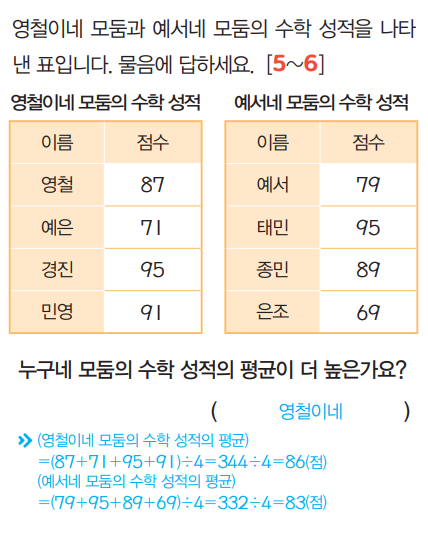 영철이네 모둠과 예서네 모둠의 수학 성적을 나타
낸 표입니다. 물음에 답하세요. [5~6]
영철이네 모둠의 수학 성적
이름 점수
영철 87
예은 71
경진 95
민영 91
예서네 모둠의 수학 성적
이름 점수
예서 79
태민 95
종민 89
은조 69
누구네 모둠의 수학 성적의 평균이 더 높은가요?
( 영철이네 )
» (영철이네 모둠의 수학 성적의 평균)
=(87+71+95+91)÷4=344÷4=86(점)
(예서네 모둠의 수학 성적의 평균)
=(79+95+89+69)÷4=332÷4=83(점)